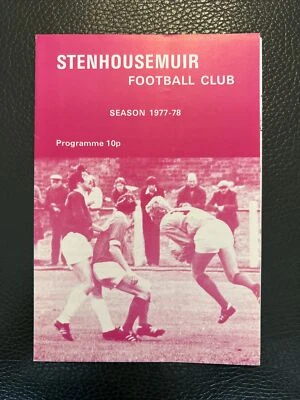 STENHOUSEMUIR
FOOTBALL CLUB
SEASON 1977-78
Programme 10p